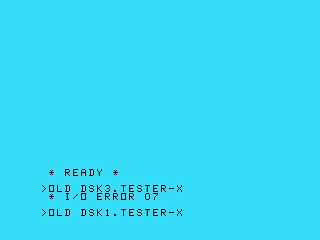 * READY *
>OLD DSK3.TESTER-X
* I/O ERROR 07
>OLD DSK1.TESTER-X